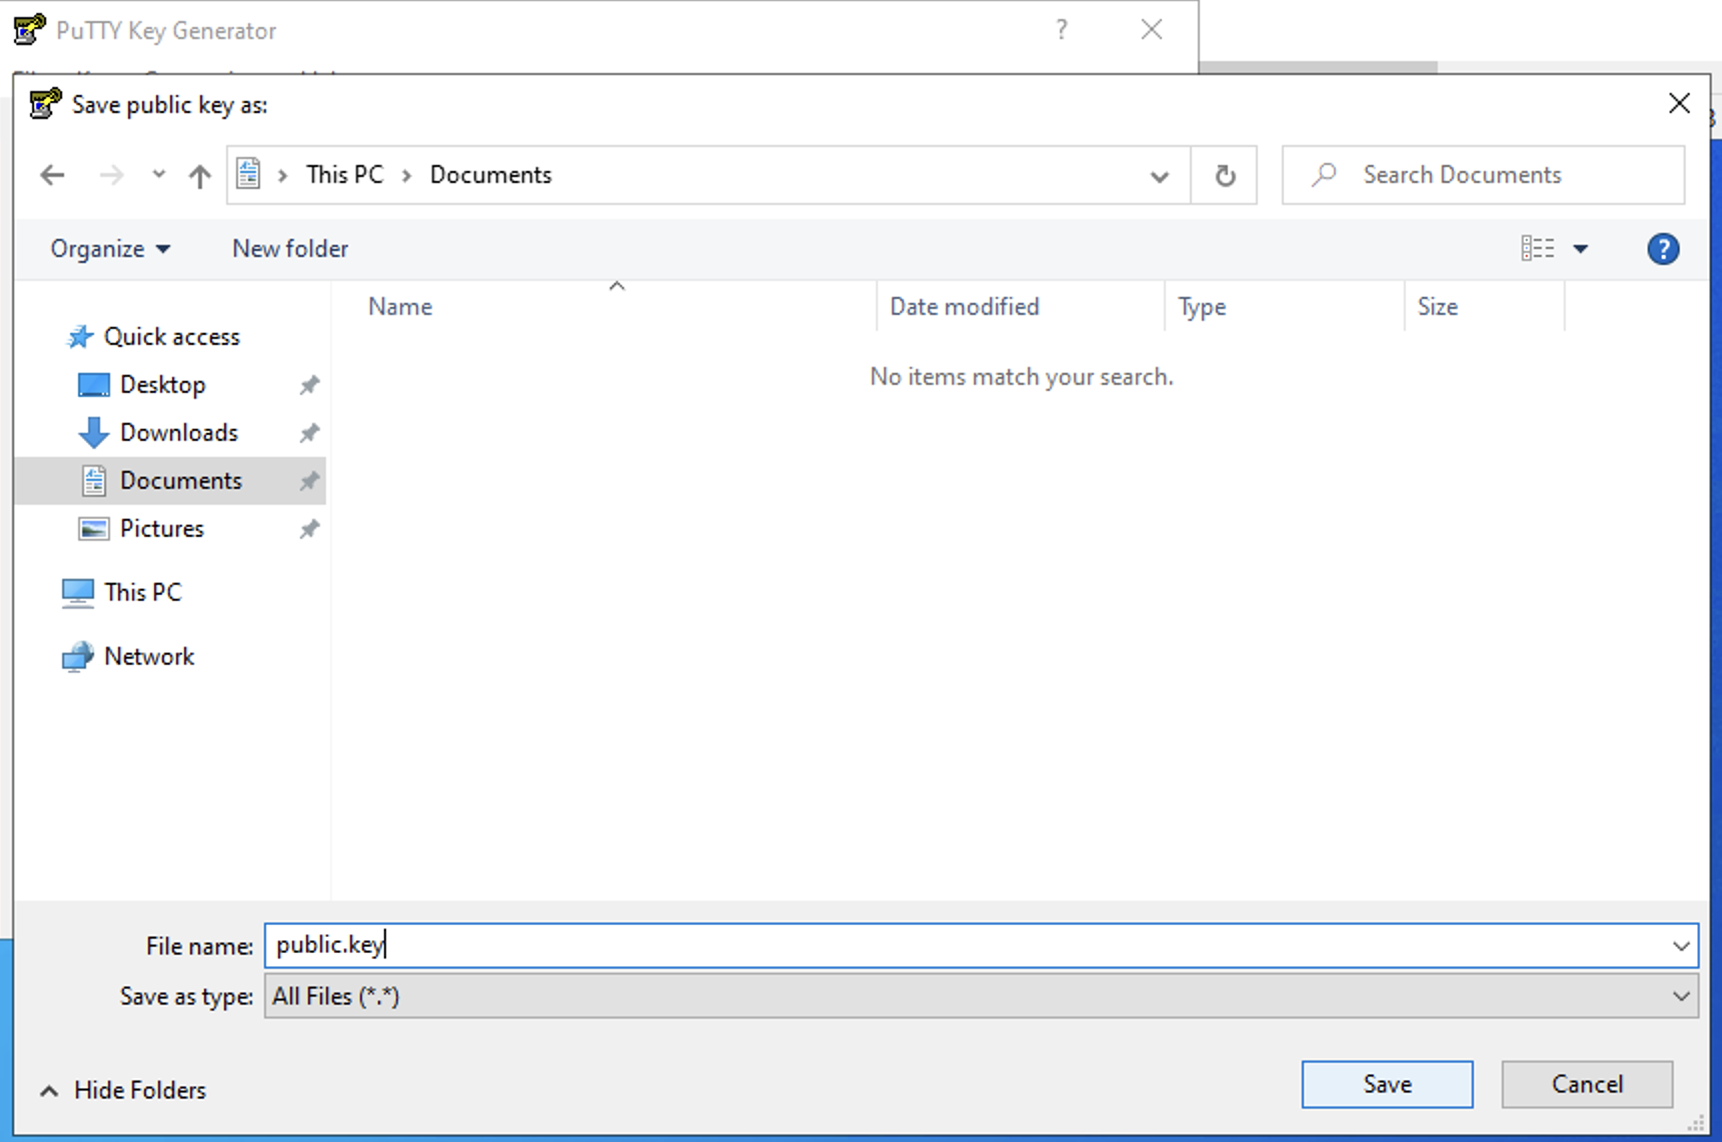 PuTTY Key Generator
?
Save public key as:
This PC > Documents
Search Documents
Organize
New folder
?
Name
Date modified
Type
Size
No items match your search.
Quick access
Desktop
Downloads
Documents
Pictures
This PC
Network
File name: public.key
Save as type: All Files (*.*)
Hide Folders
Save
Cancel